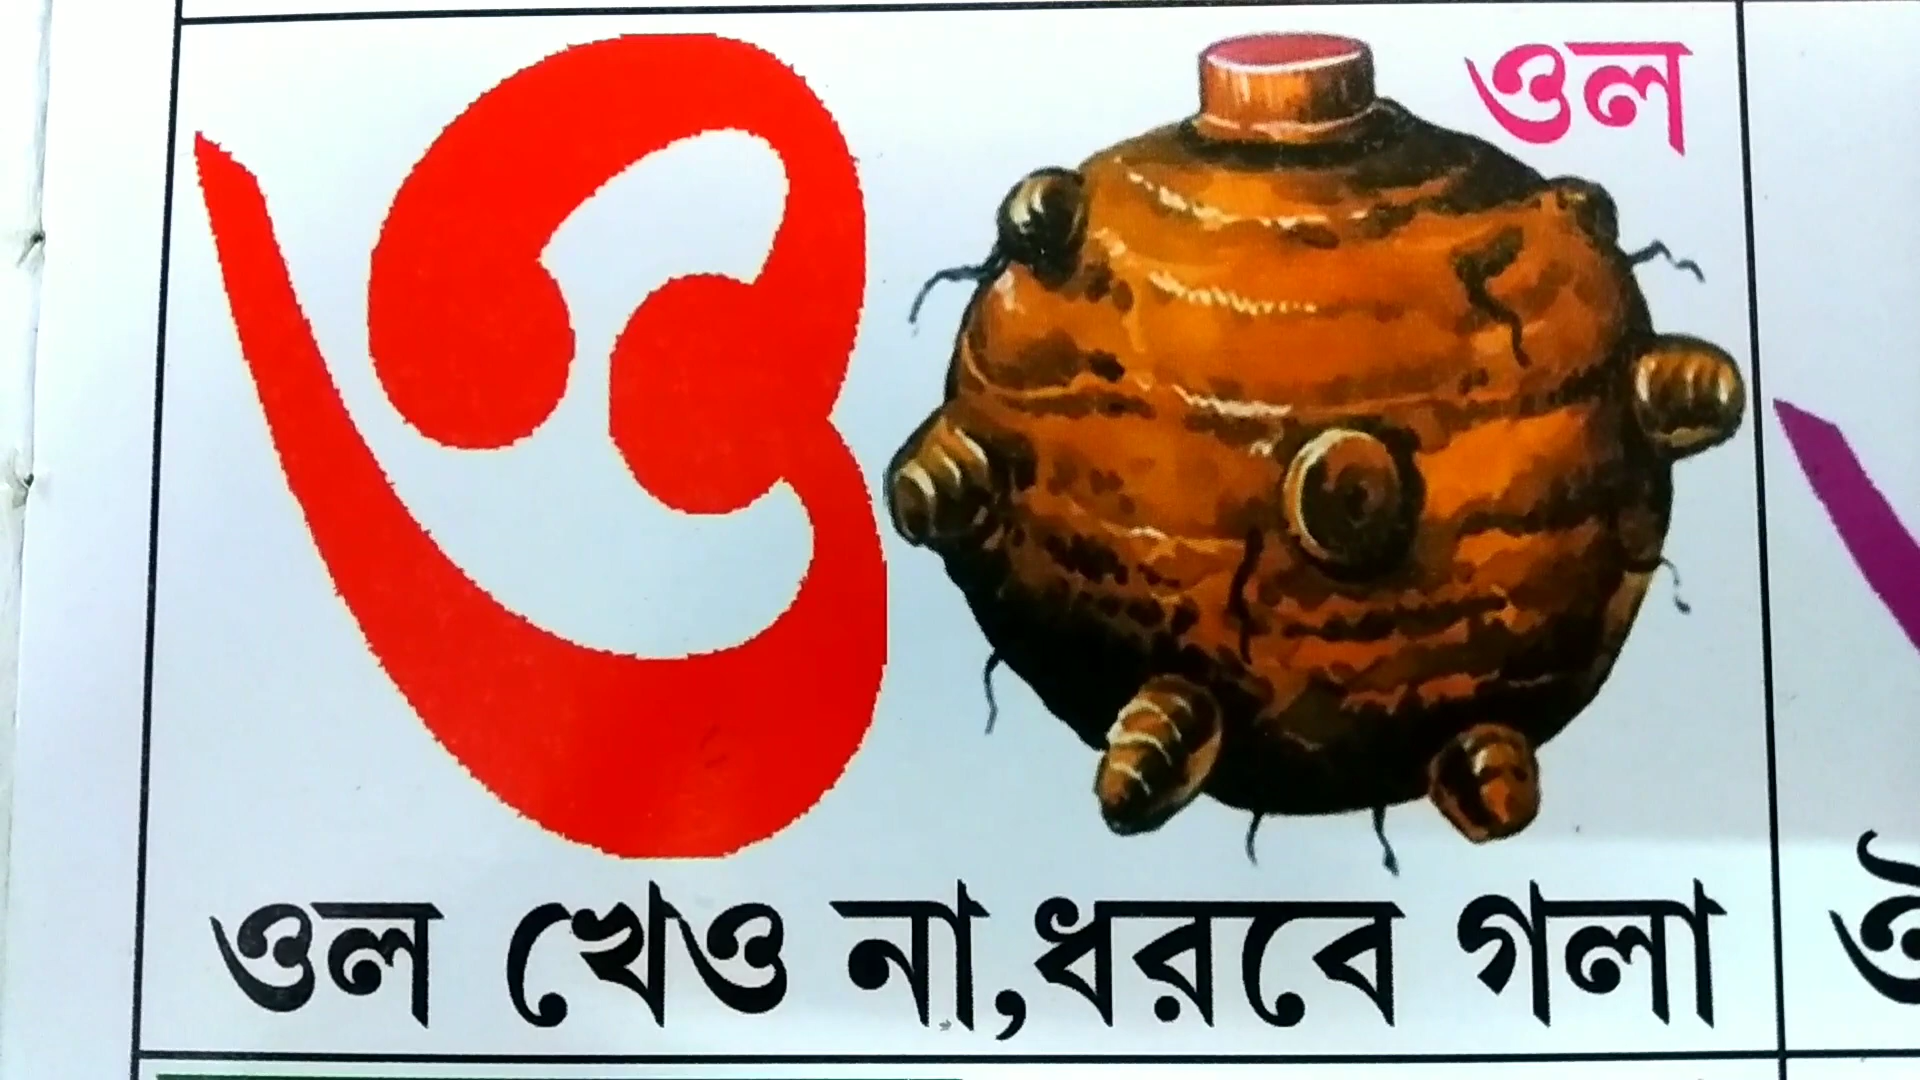 ও
ওল
ওল খেও না,ধরবে গলা